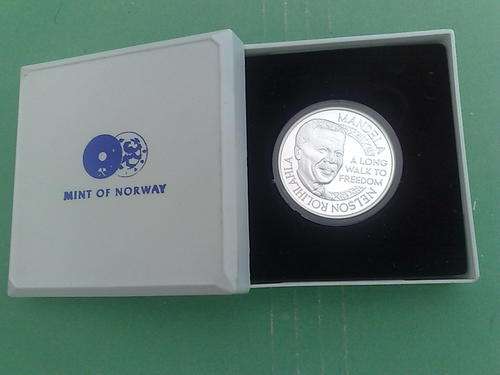 MINT OF NORWAY
NELSON ROLIHLAHLA
MANDELA
A LONG
WALK TO
FREEDOM